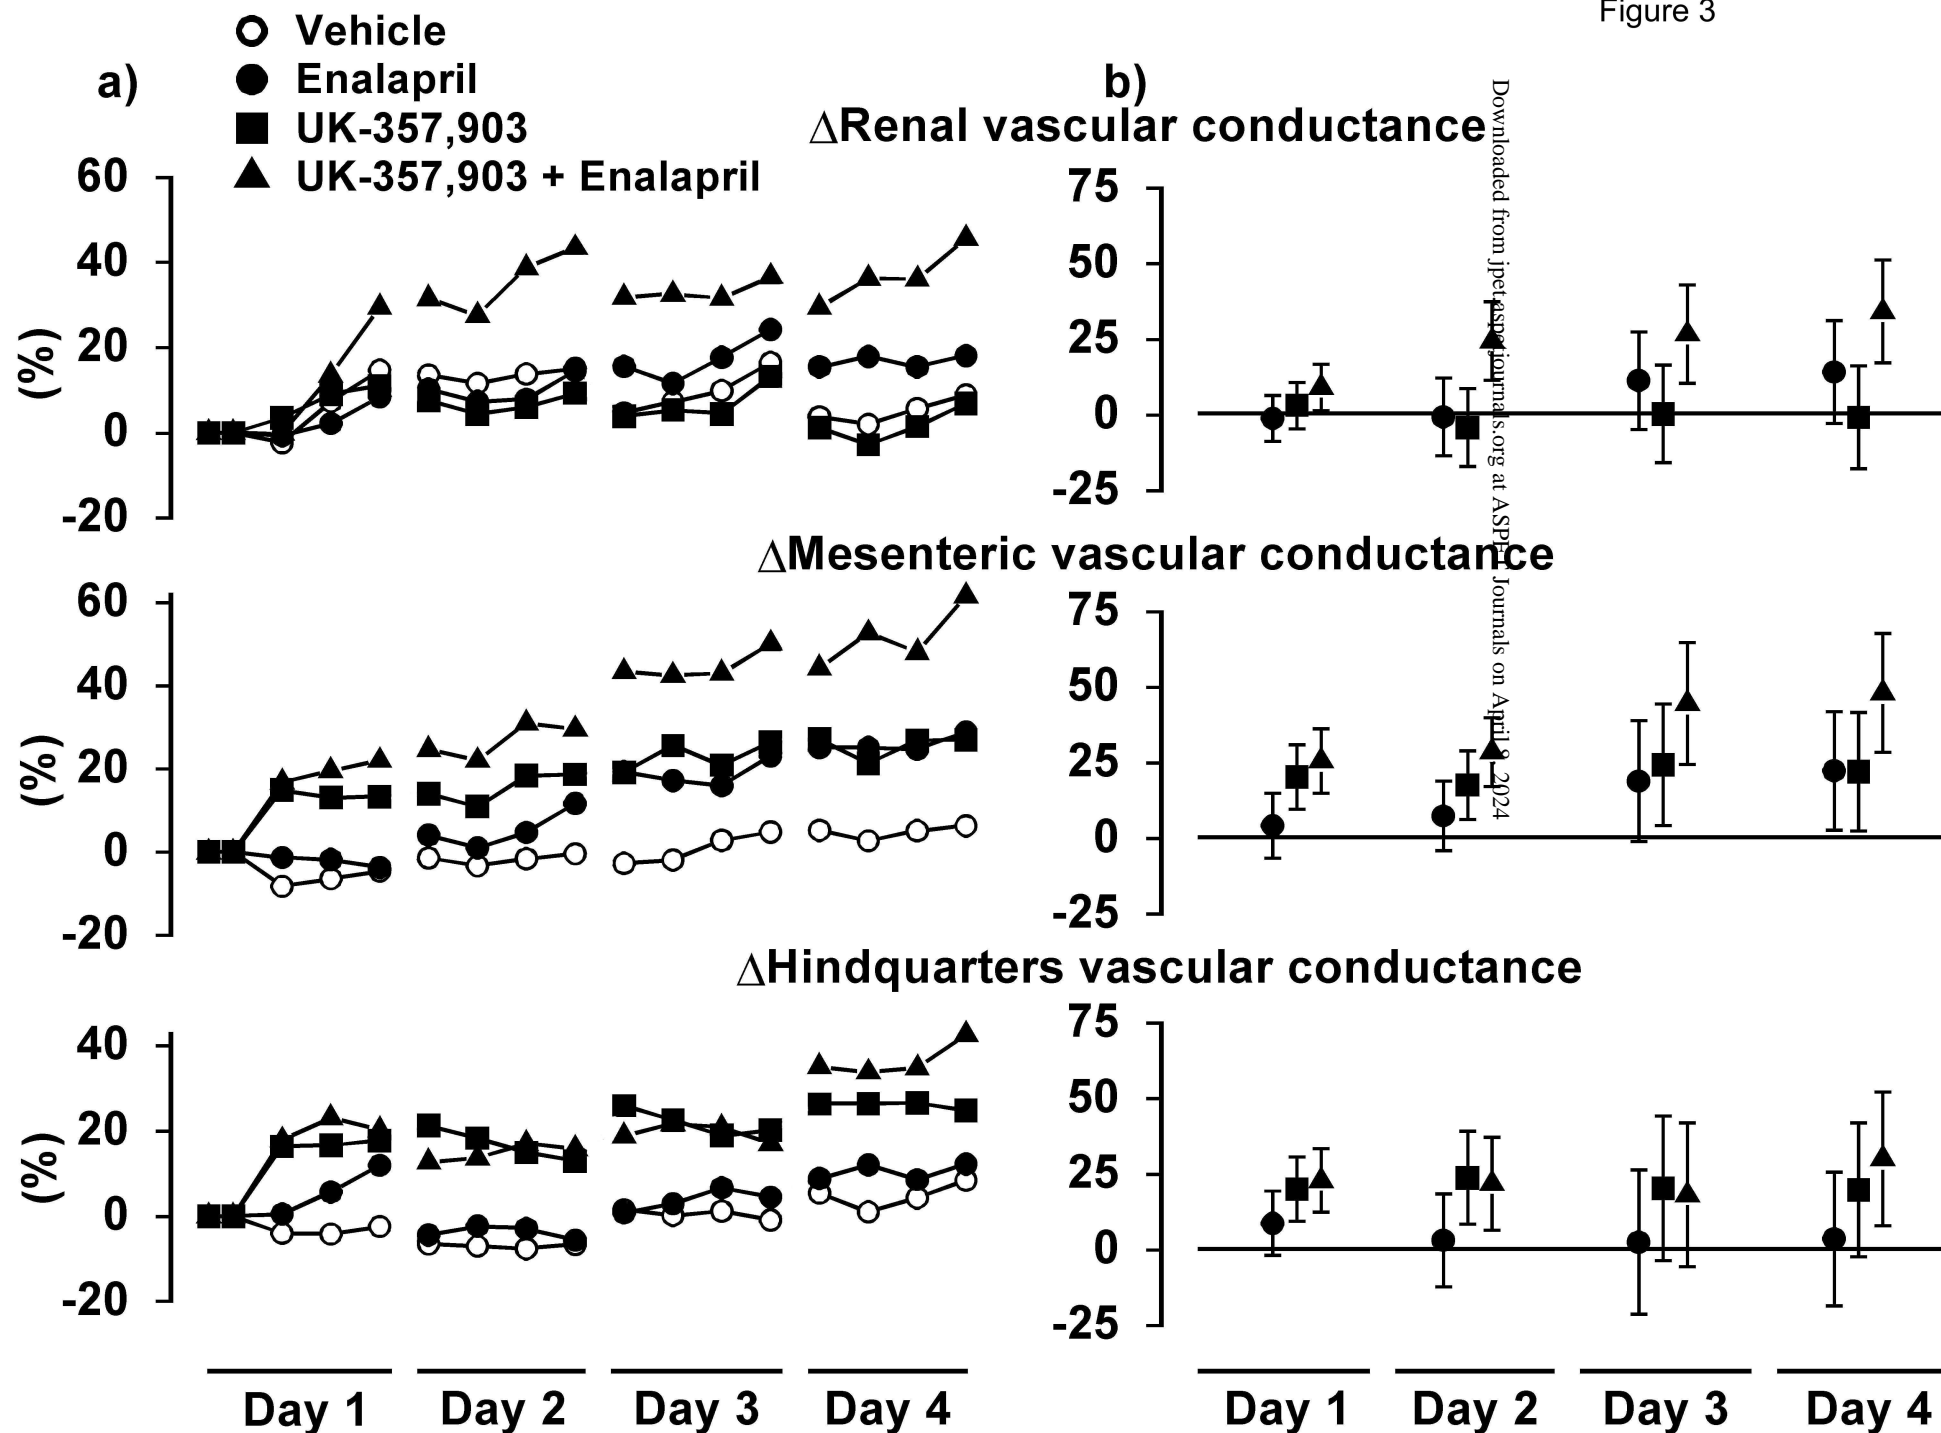 Figure 3
Vehicle
a)
Enalapril
b)
UK-357,903
ΔRenal vascular conductance
UK-357,903 + Enalapril
60
40
20
0
-20
(%)
75
50
25
0
-25
ΔMesenteric vascular conductance
60
40
20
0
-20
(%)
75
50
25
0
-25
ΔHindquarters vascular conductance
40
20
0
-20
(%)
75
50
25
0
-25
Day 1 Day 2 Day 3 Day 4
Day 1 Day 2 Day 3 Day 4
Downloaded from jpet.aspetjournals.org at ASPET Journals on April 8, 2024